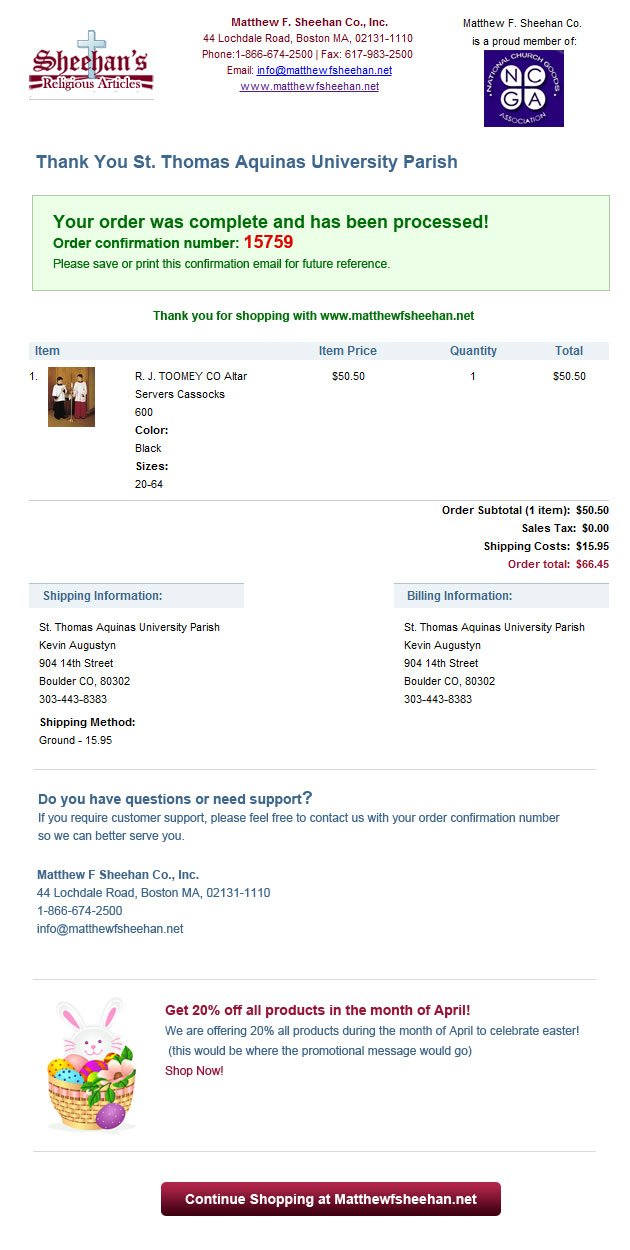 Sheehan's
Religious Articles
Matthew F. Sheehan Co., Inc.
44 Lochdale Road, Boston MA, 02131-1110
Phone:1-866-674-2500 | Fax: 617-983-2500
Email: info@matthewfsheehan.net
www.matthewfsheehan.net
Matthew F. Sheehan Co.
is a proud member of:
NATIONAL CHURCH GOODS
NC
GA
ASSOCIATION
Thank You St. Thomas Aquinas University Parish
Your order was complete and has been processed!
Order confirmation number: 15759
Please save or print this confirmation email for future reference.
Thank you for shopping with www.matthewfsheehan.net
Item Item Price Quantity Total
1. R. J. TOOMEY CO Altar $50.50 1 $50.50
Servers Cassocks
600
Color:
Black
Sizes:
20-64
Order Subtotal (1 item): $50.50
Sales Tax: $0.00
Shipping Costs: $15.95
Order total: $66.45
Shipping Information:
St. Thomas Aquinas University Parish
Kevin Augustyn
904 14th Street
Boulder CO, 80302
303-443-8383
Shipping Method:
Ground - 15.95
Billing Information:
St. Thomas Aquinas University Parish
Kevin Augustyn
904 14th Street
Boulder CO, 80302
303-443-8383
Do you have questions or need support?
If you require customer support, please feel free to contact us with your order confirmation number
so we can better serve you.
Matthew F Sheehan Co., Inc.
44 Lochdale Road, Boston MA, 02131-1110
1-866-674-2500
info@matthewfsheehan.net
Get 20% off all products in the month of April!
We are offering 20% all products during the month of April to celebrate easter!
(this would be where the promotional message would go)
Shop Now!
Continue Shopping at Matthewfsheehan.net